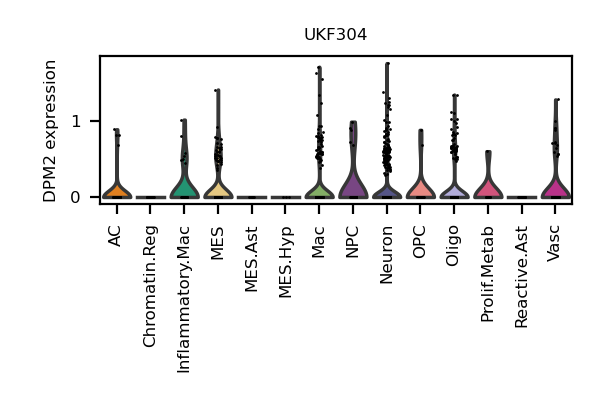 UKF304
DPM2 expression
1
0
AC
Chromatin.Reg
Inflammatory.Mac
MES
MES.Ast
MES.Hyp
Mac
NPC
Neuron
OPC
Oligo
Prolif.Metab
Reactive.Ast
Vasc